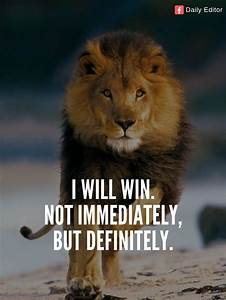 Daily Editor
I WILL WIN.
NOT IMMEDIATELY,
BUT DEFINITELY.